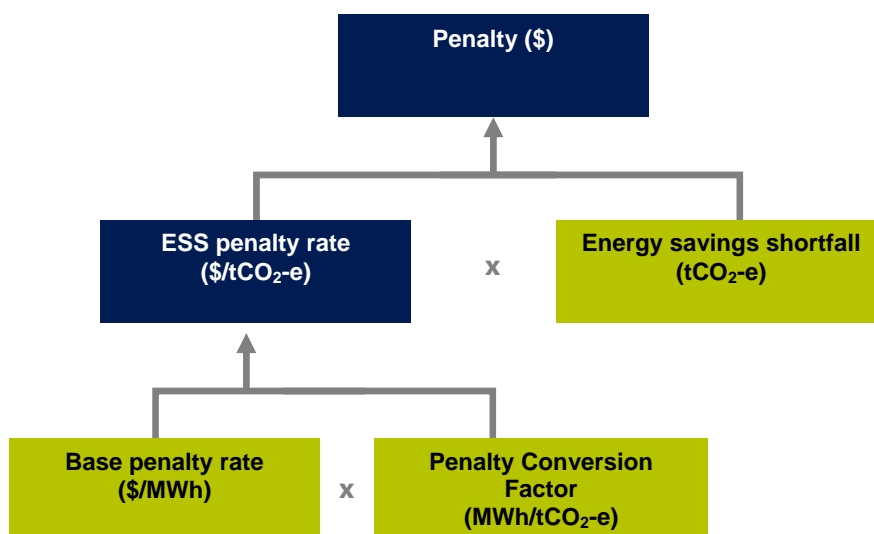 Penalty ($)
ESS penalty rate
($/tCO₂-e)
x
Energy savings shortfall
(tCO₂-e)
Base penalty rate
($/MWh)
x
Penalty Conversion
Factor
(MWh/tCO₂-e)